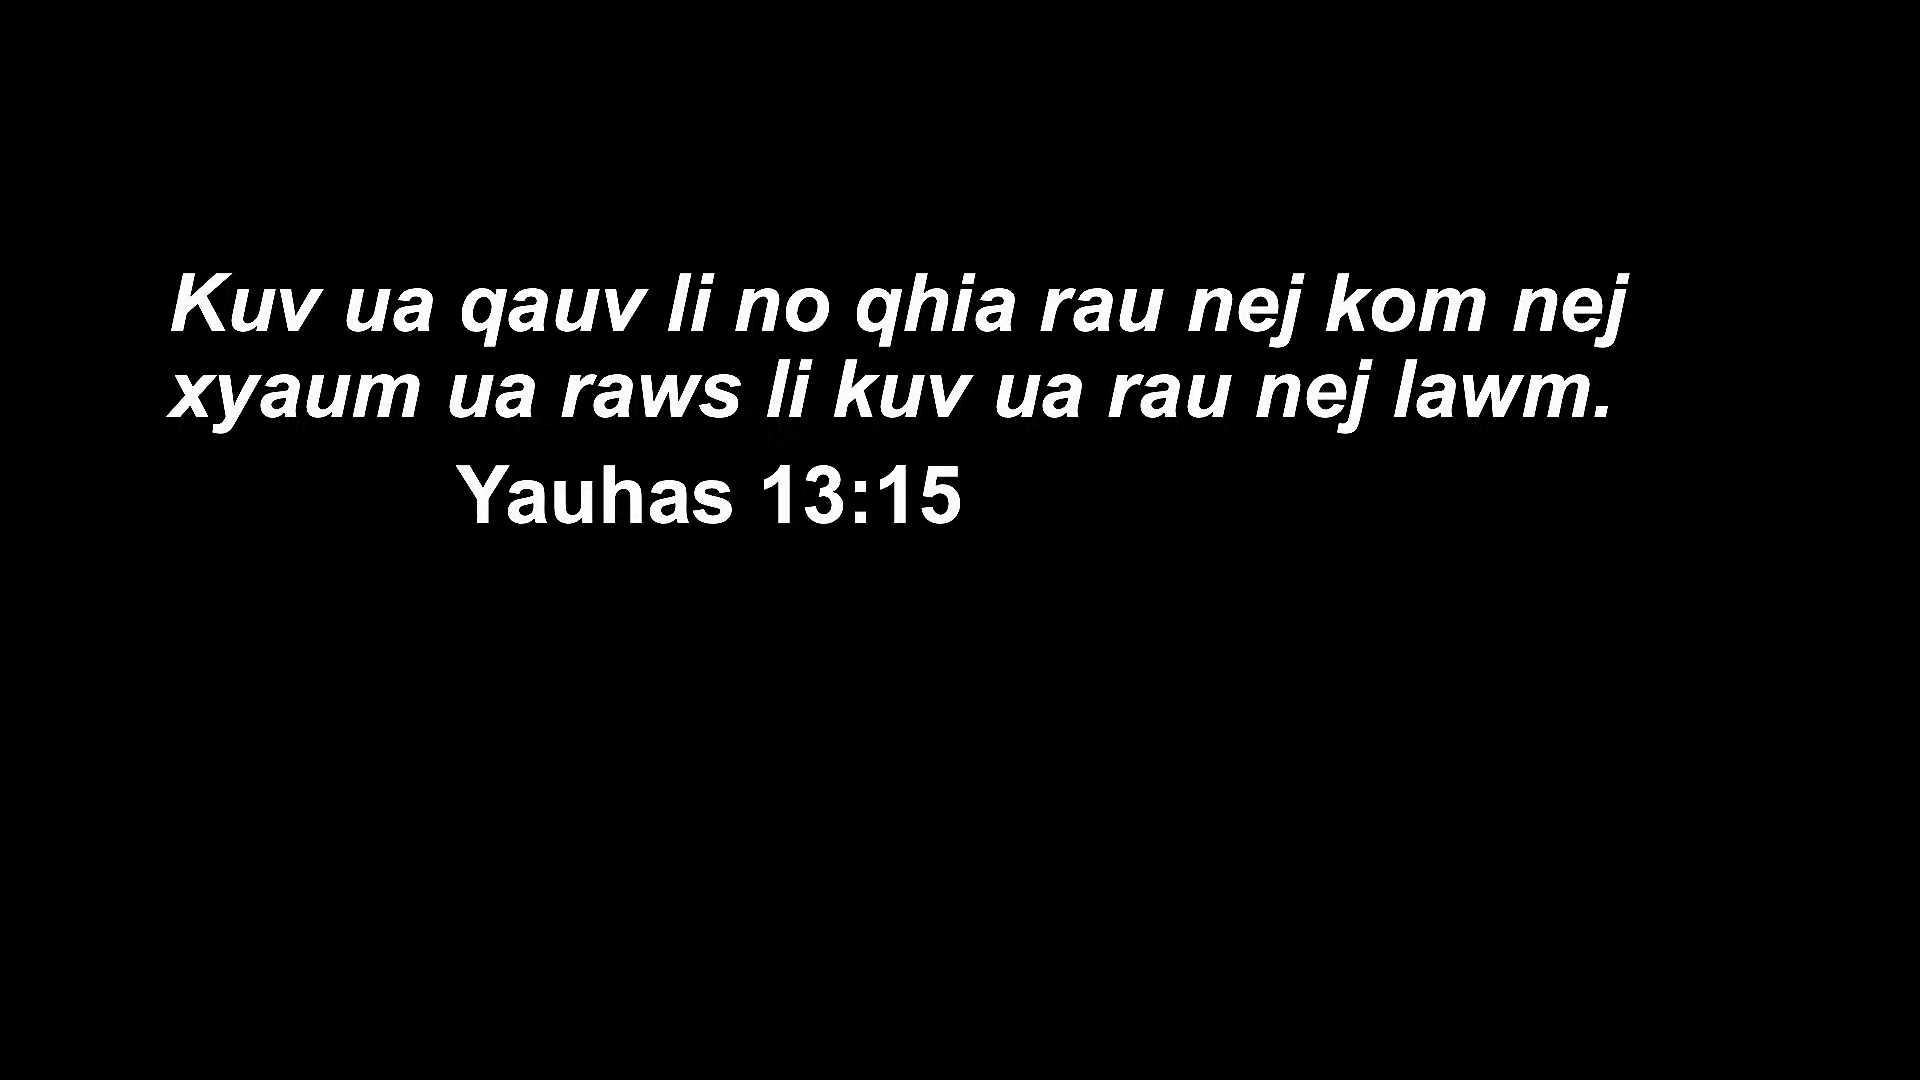 Kuv ua qauv li no qhia rau nej kom nej
xyaum ua raws li kuv ua rau nej lawm.
Yauhas 13:15